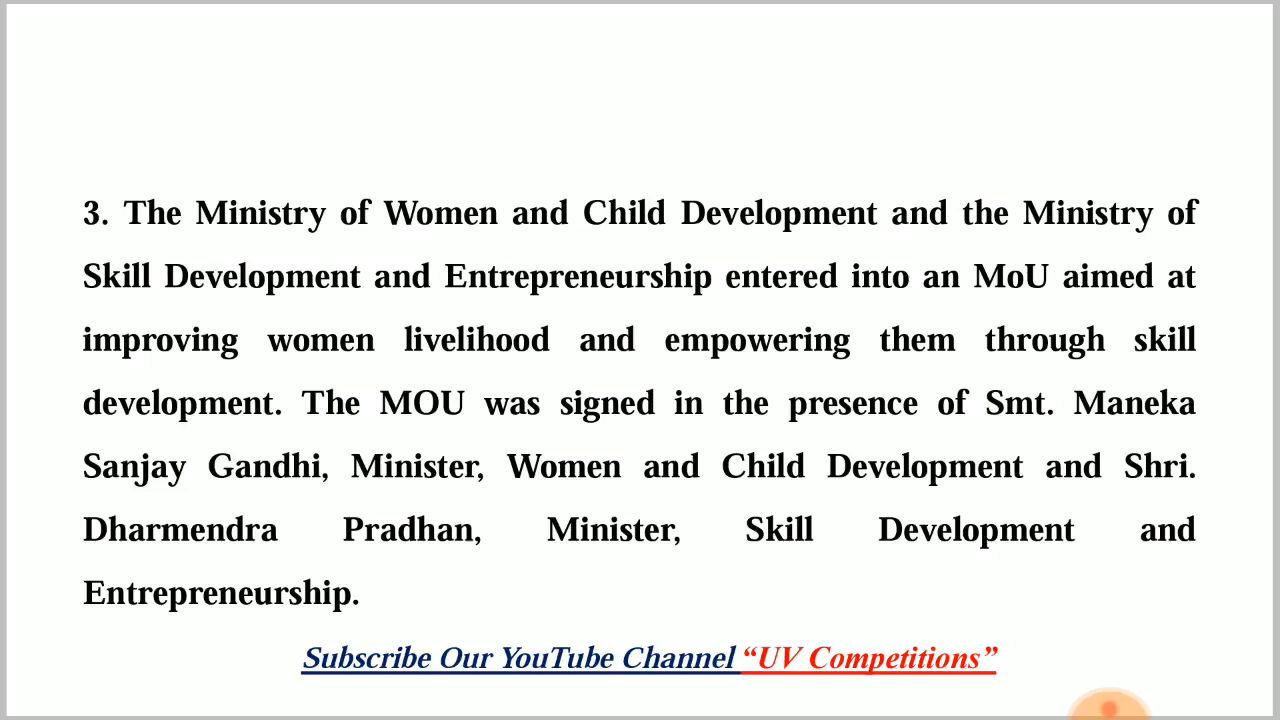 3. The Ministry of Women and Child Development and the Ministry of
Skill Development and Entrepreneurship entered into an MoU aimed at
improving women livelihood and empowering them through skill
development. The MOU was signed in the presence of Smt. Maneka
Sanjay Gandhi, Minister, Women and Child Development and Shri.
Dharmendra Pradhan, Minister, Skill Development and
Entrepreneurship.
Subscribe Our YouTube Channel “UV Competitions”